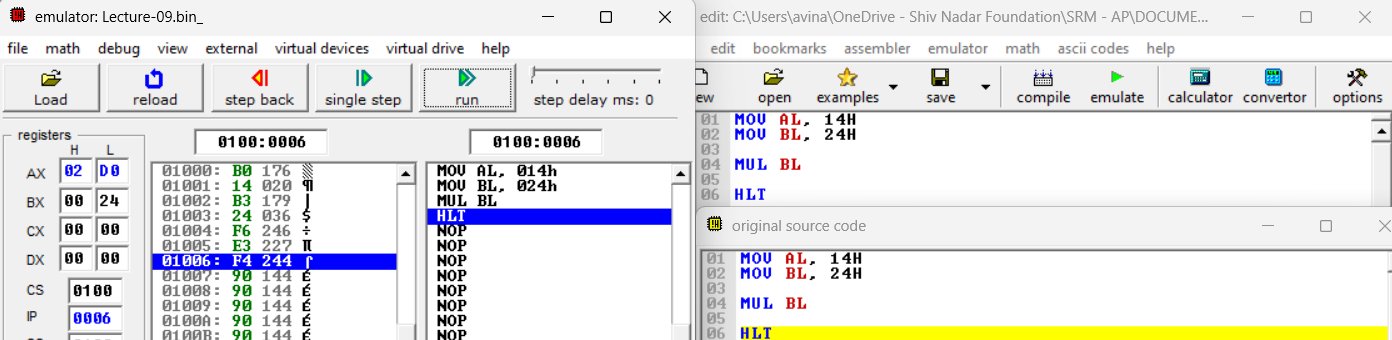 emulator: Lecture-09.bin_
file math debug view external virtual devices virtual drive help
Load reload step back single step run step delay ms: 0
registers
H L
AX 02 D0
BX 00 24
CX 00 00
DX 00 00
CS 0100
IP 0006
0100:0006
01000: B0 176 ▒
01001: 14 020 ¶
01002: B3 179 │
01003: 24 036 $
01004: F6 246 ÷
01005: E3 227 π
01006: F4 244 ⌠
01007: 90 144 É
01008: 90 144 É
01009: 90 144 É
0100A: 90 144 É
0100B: 90 144 É
0100:0006
MOV AL, 014h
MOV BL, 024h
MUL BL
HLT
NOP
NOP
NOP
NOP
NOP
NOP
NOP
NOP
edit: C:\Users\avina\OneDrive - Shiv Nadar Foundation\SRM - AP\DOCUME...
edit bookmarks assembler emulator math ascii codes help
ew open examples save compile emulate calculator convertor options
01 MOV AL, 14H
02 MOV BL, 24H
04 MUL BL
05
06 HLT
original source code
01 MOV AL, 14H
02 MOV BL, 24H
04 MUL BL
05
06 HLT